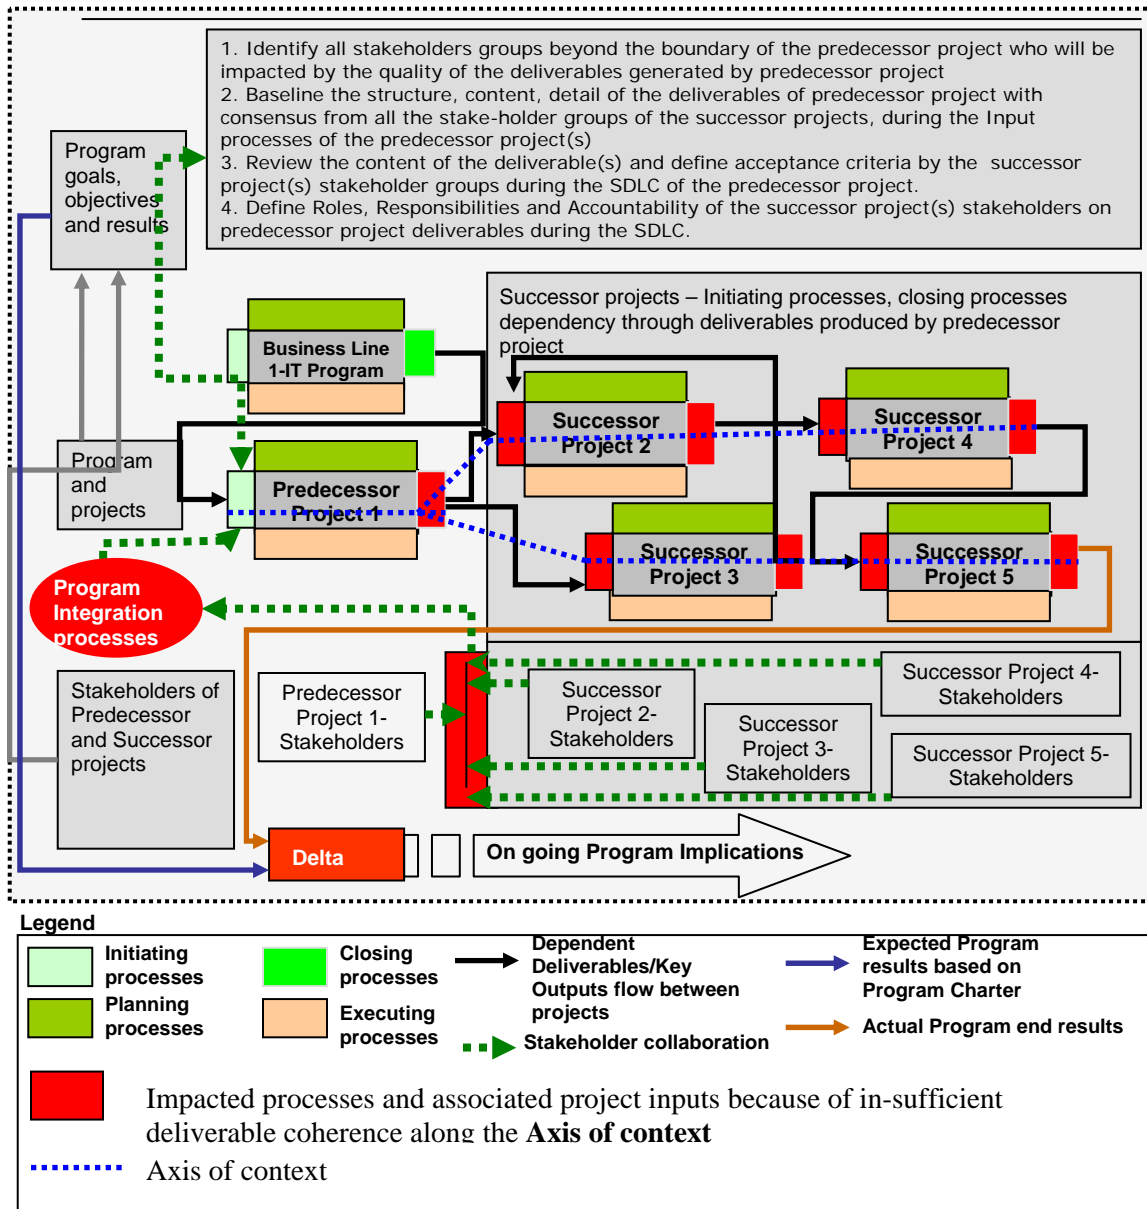 1. Identify all stakeholders groups beyond the boundary of the predecessor project who will be
impacted by the quality of the deliverables generated by predecessor project
2. Baseline the structure, content, detail of the deliverables of predecessor project with
consensus from all the stake-holder groups of the successor projects, during the Input
processes of the predecessor project(s)
3. Review the content of the deliverable(s) and define acceptance criteria by the  successor
project(s) stakeholder groups during the SDLC of the predecessor project.
4. Define Roles, Responsibilities and Accountability of the successor project(s) stakeholders on
predecessor project deliverables during the SDLC.
Program
goals,
objectives
and results
Successor projects – Initiating processes, closing processes
dependency through deliverables produced by predecessor
project
Business Line
1-IT Program
Successor
Project 2
Successor
Project 4
Program
and
projects
Predecessor
Project 1
Successor
Project 3
Successor
Project 5
Program
Integration
processes
Stakeholders of
Predecessor
and Successor
projects
Predecessor
Project 1-
Stakeholders
Successor
Project 2-
Stakeholders
Successor
Project 3-
Stakeholders
Successor Project 4-
Stakeholders
Successor Project 5-
Stakeholders
Delta
On going Program Implications
Legend
Initiating
processes
Closing
processes
Dependent
Deliverables/Key
Outputs flow between
projects
Expected Program
results based on
Program Charter
Planning
processes
Executing
processes
Stakeholder collaboration
Actual Program end results
Impacted processes and associated project inputs because of in-sufficient
deliverable coherence along the Axis of context
Axis of context